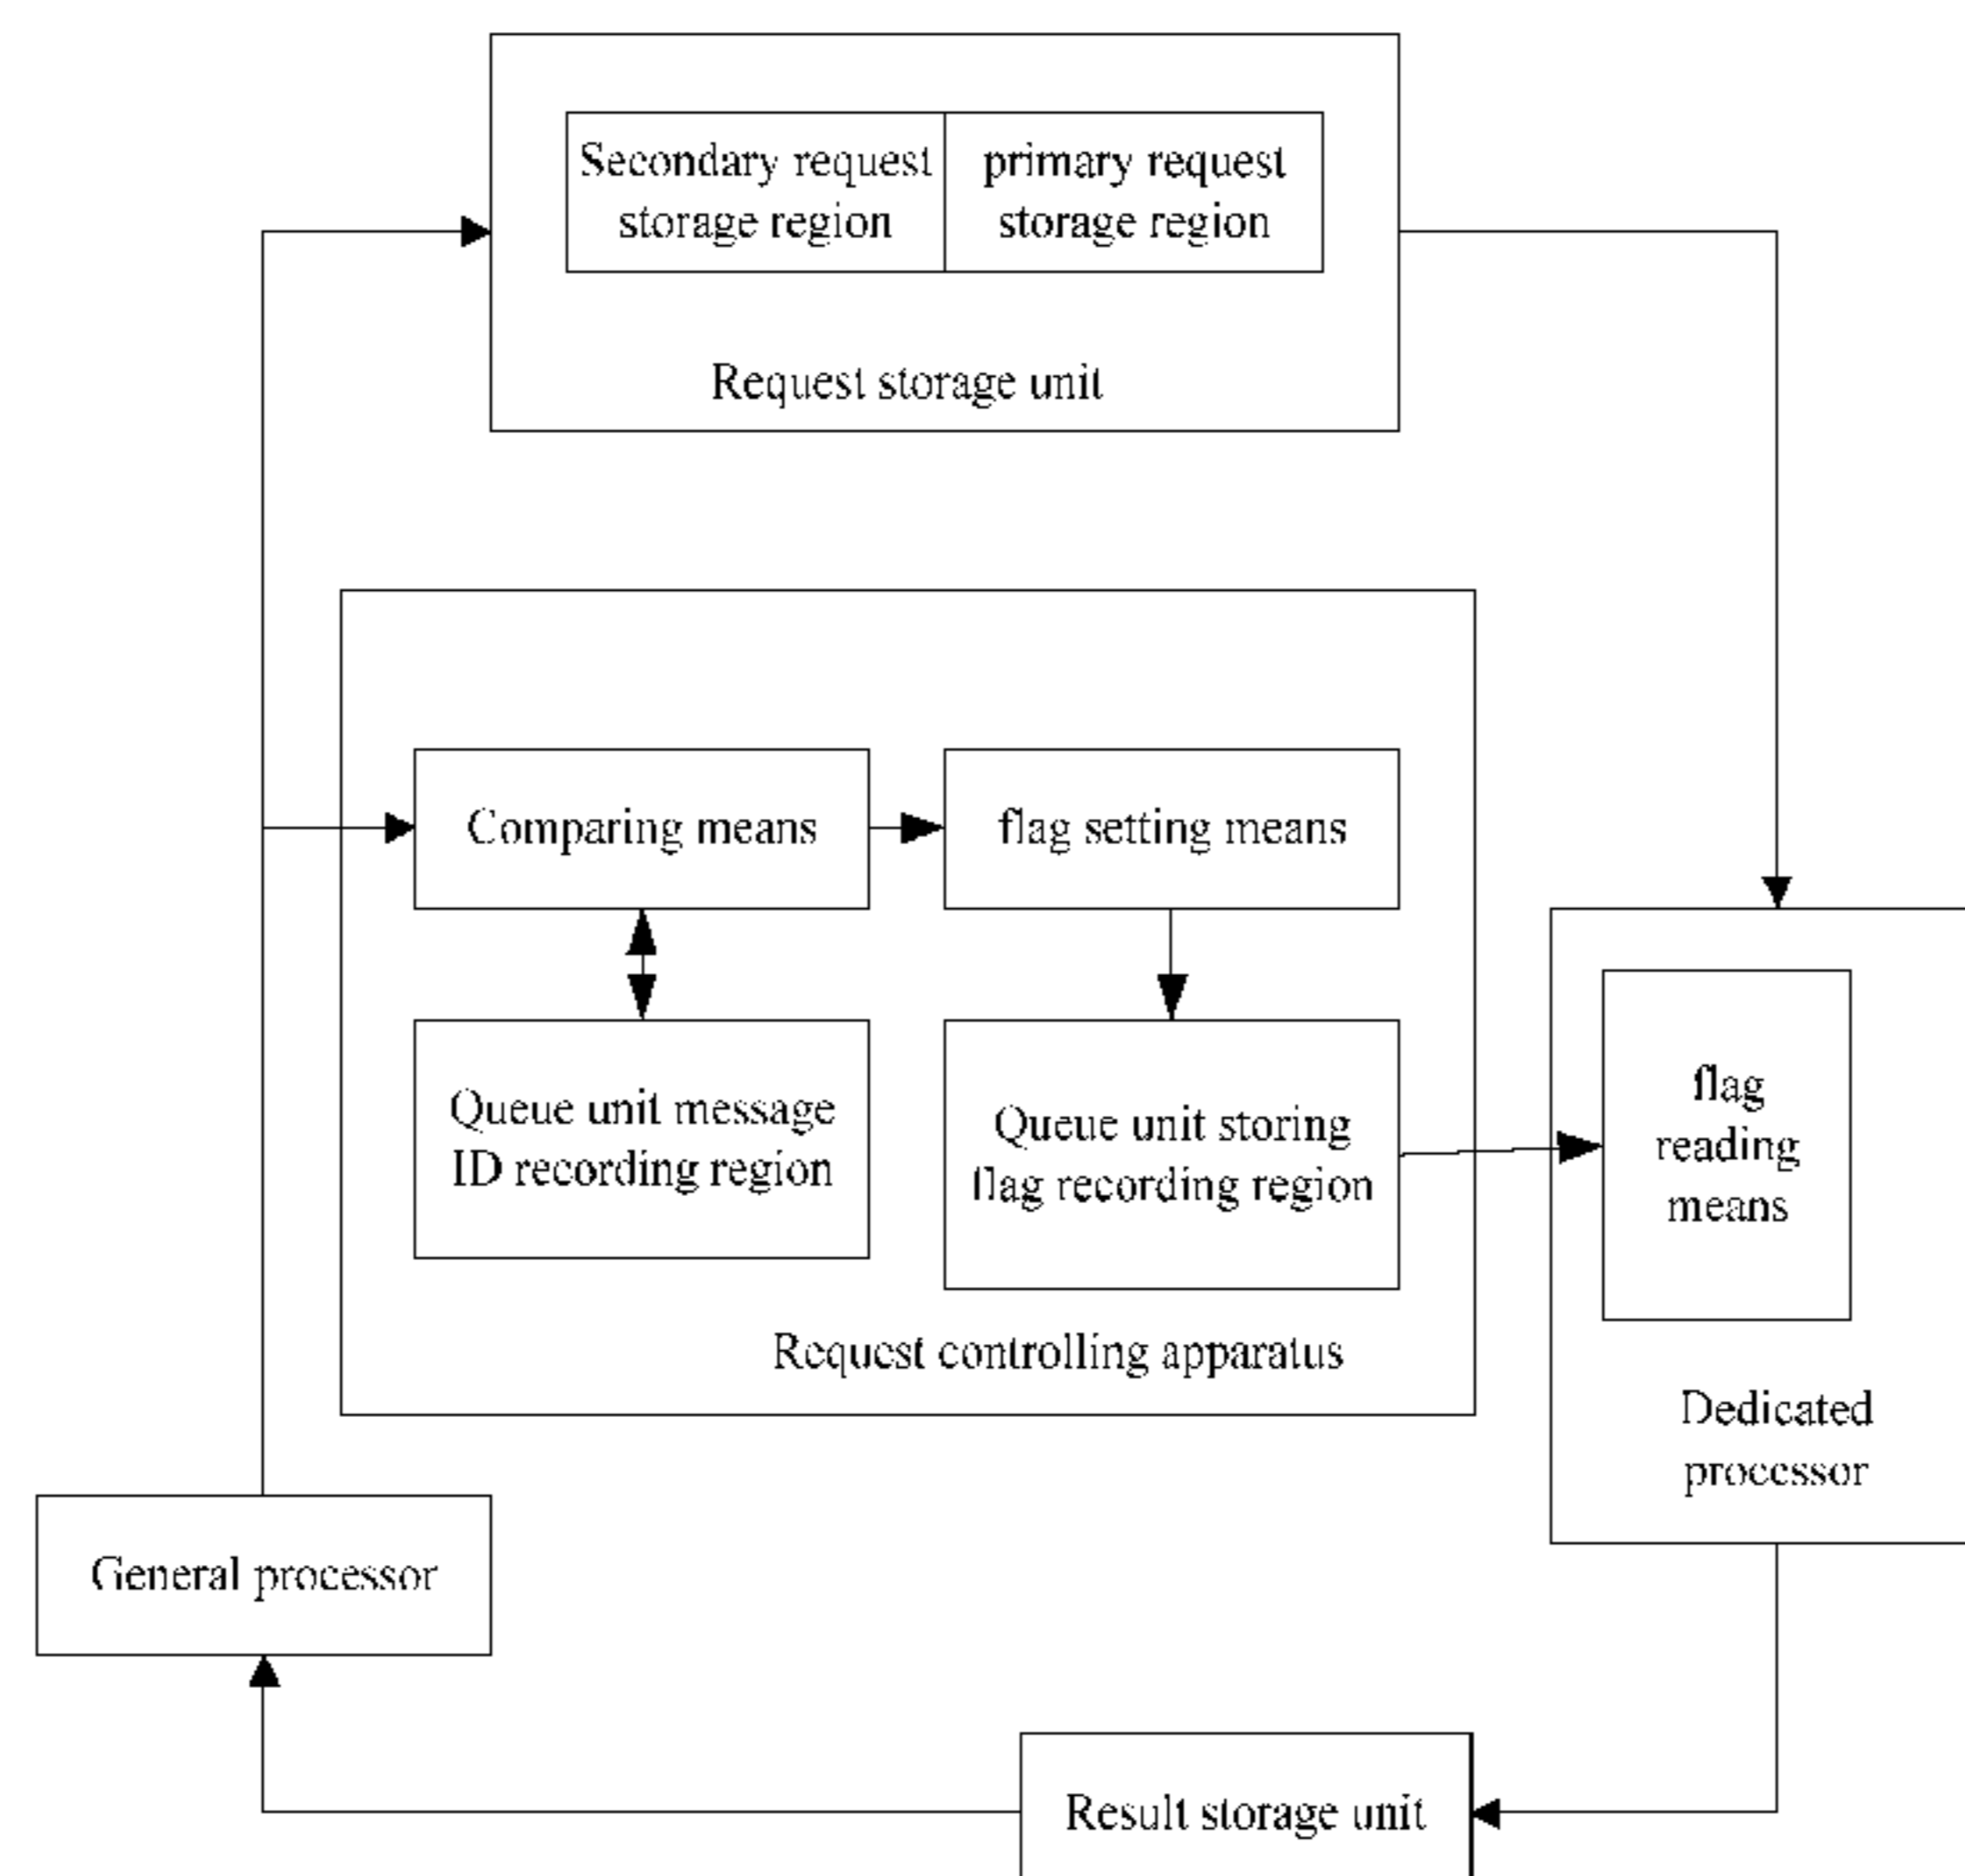 Secondary request
storage region
primary request
storage region
Request storage unit
Comparing means
flag setting means
Queue unit message
ID recording region
Queue unit storing
flag recording region
flag
reading
means
Request controlling apparatus
Dedicated
processor
General processor
Result storage unit